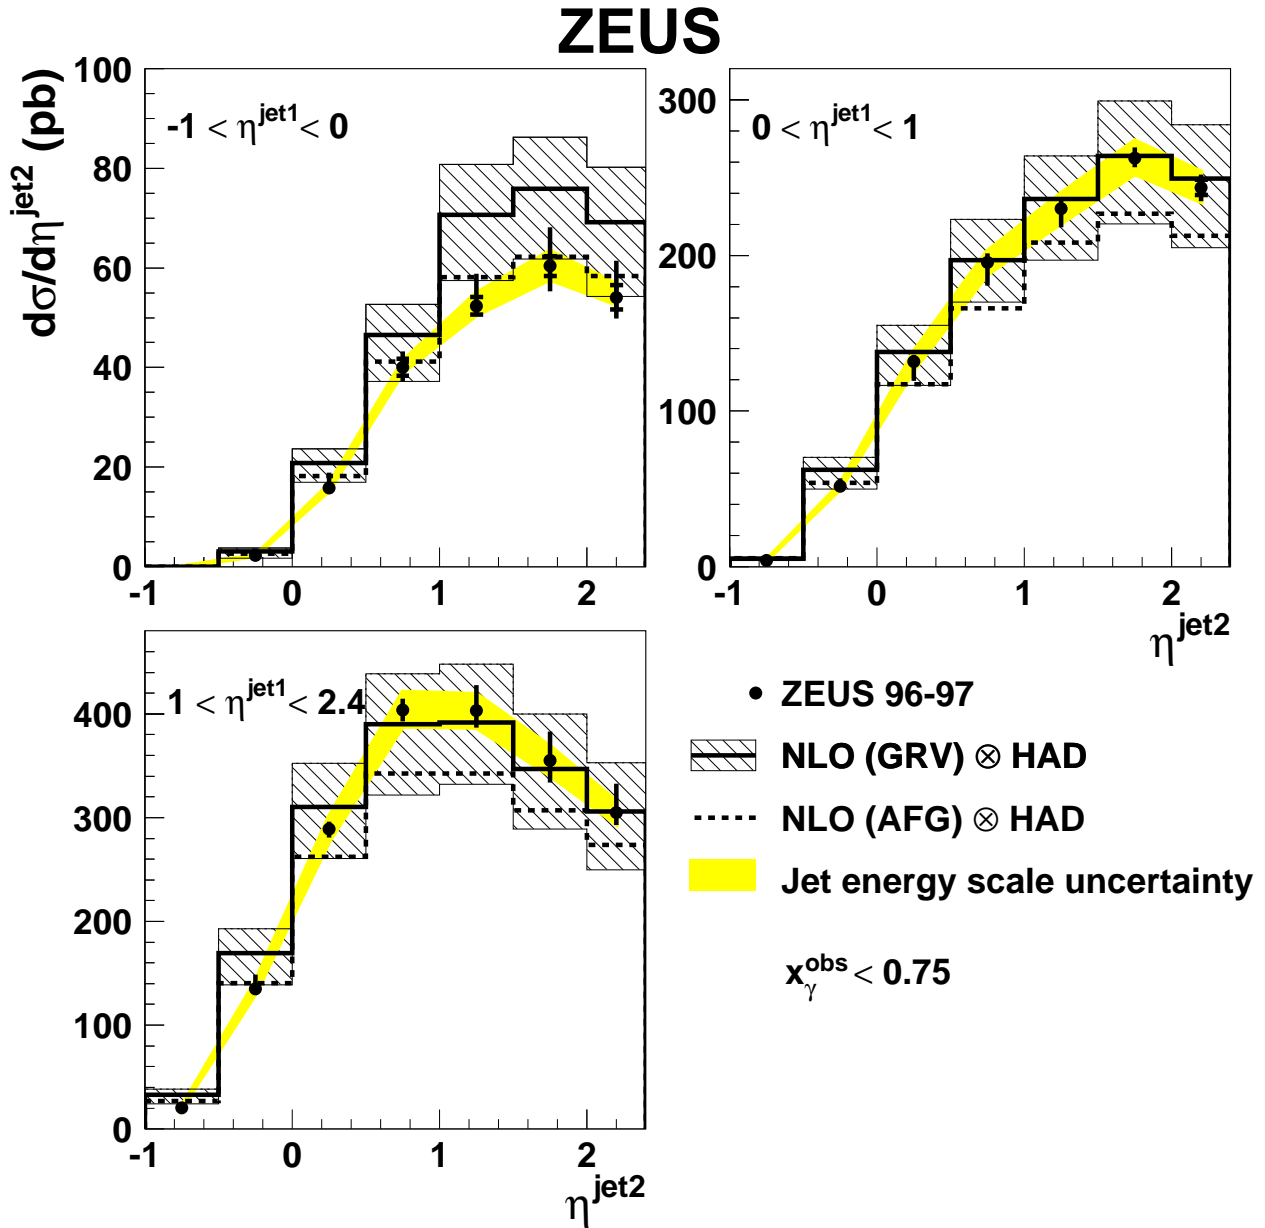 ZEUS
dσ/dη^jet2 (pb)
-1 < η^jet1 < 0
100
80
60
40
20
0
-1 0 1 2
0 < η^jet1 < 1
300
200
100
0
-1 0 1 2
η^jet2
1 < η^jet1 < 2.4
400
300
200
100
0
-1 0 1 2
η^jet2
ZEUS 96-97
NLO (GRV) ⊗ HAD
NLO (AFG) ⊗ HAD
Jet energy scale uncertainty
x_γ^obs < 0.75